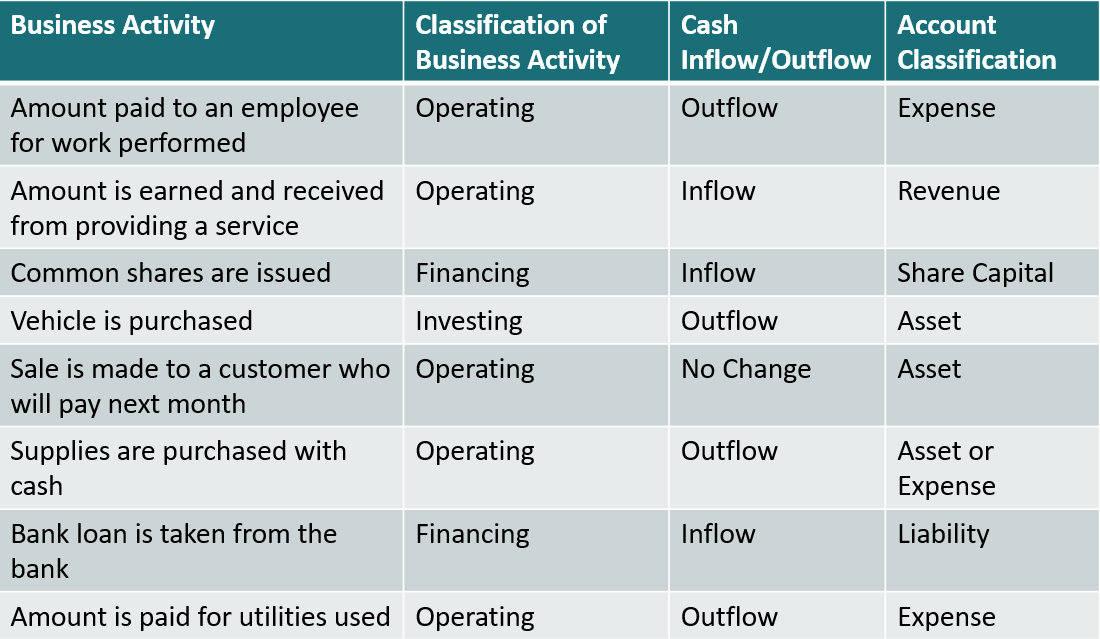 Business Activity
Classification of
Business Activity
Cash
Inflow/Outflow
Account
Classification
Amount paid to an employee
for work performed
Operating
Outflow
Expense
Amount is earned and received
from providing a service
Operating
Inflow
Revenue
Common shares are issued
Financing
Inflow
Share Capital
Vehicle is purchased
Investing
Outflow
Asset
Sale is made to a customer who
will pay next month
Operating
No Change
Asset
Supplies are purchased with
cash
Operating
Outflow
Asset or
Expense
Bank loan is taken from the
bank
Financing
Inflow
Liability
Amount is paid for utilities used
Operating
Outflow
Expense